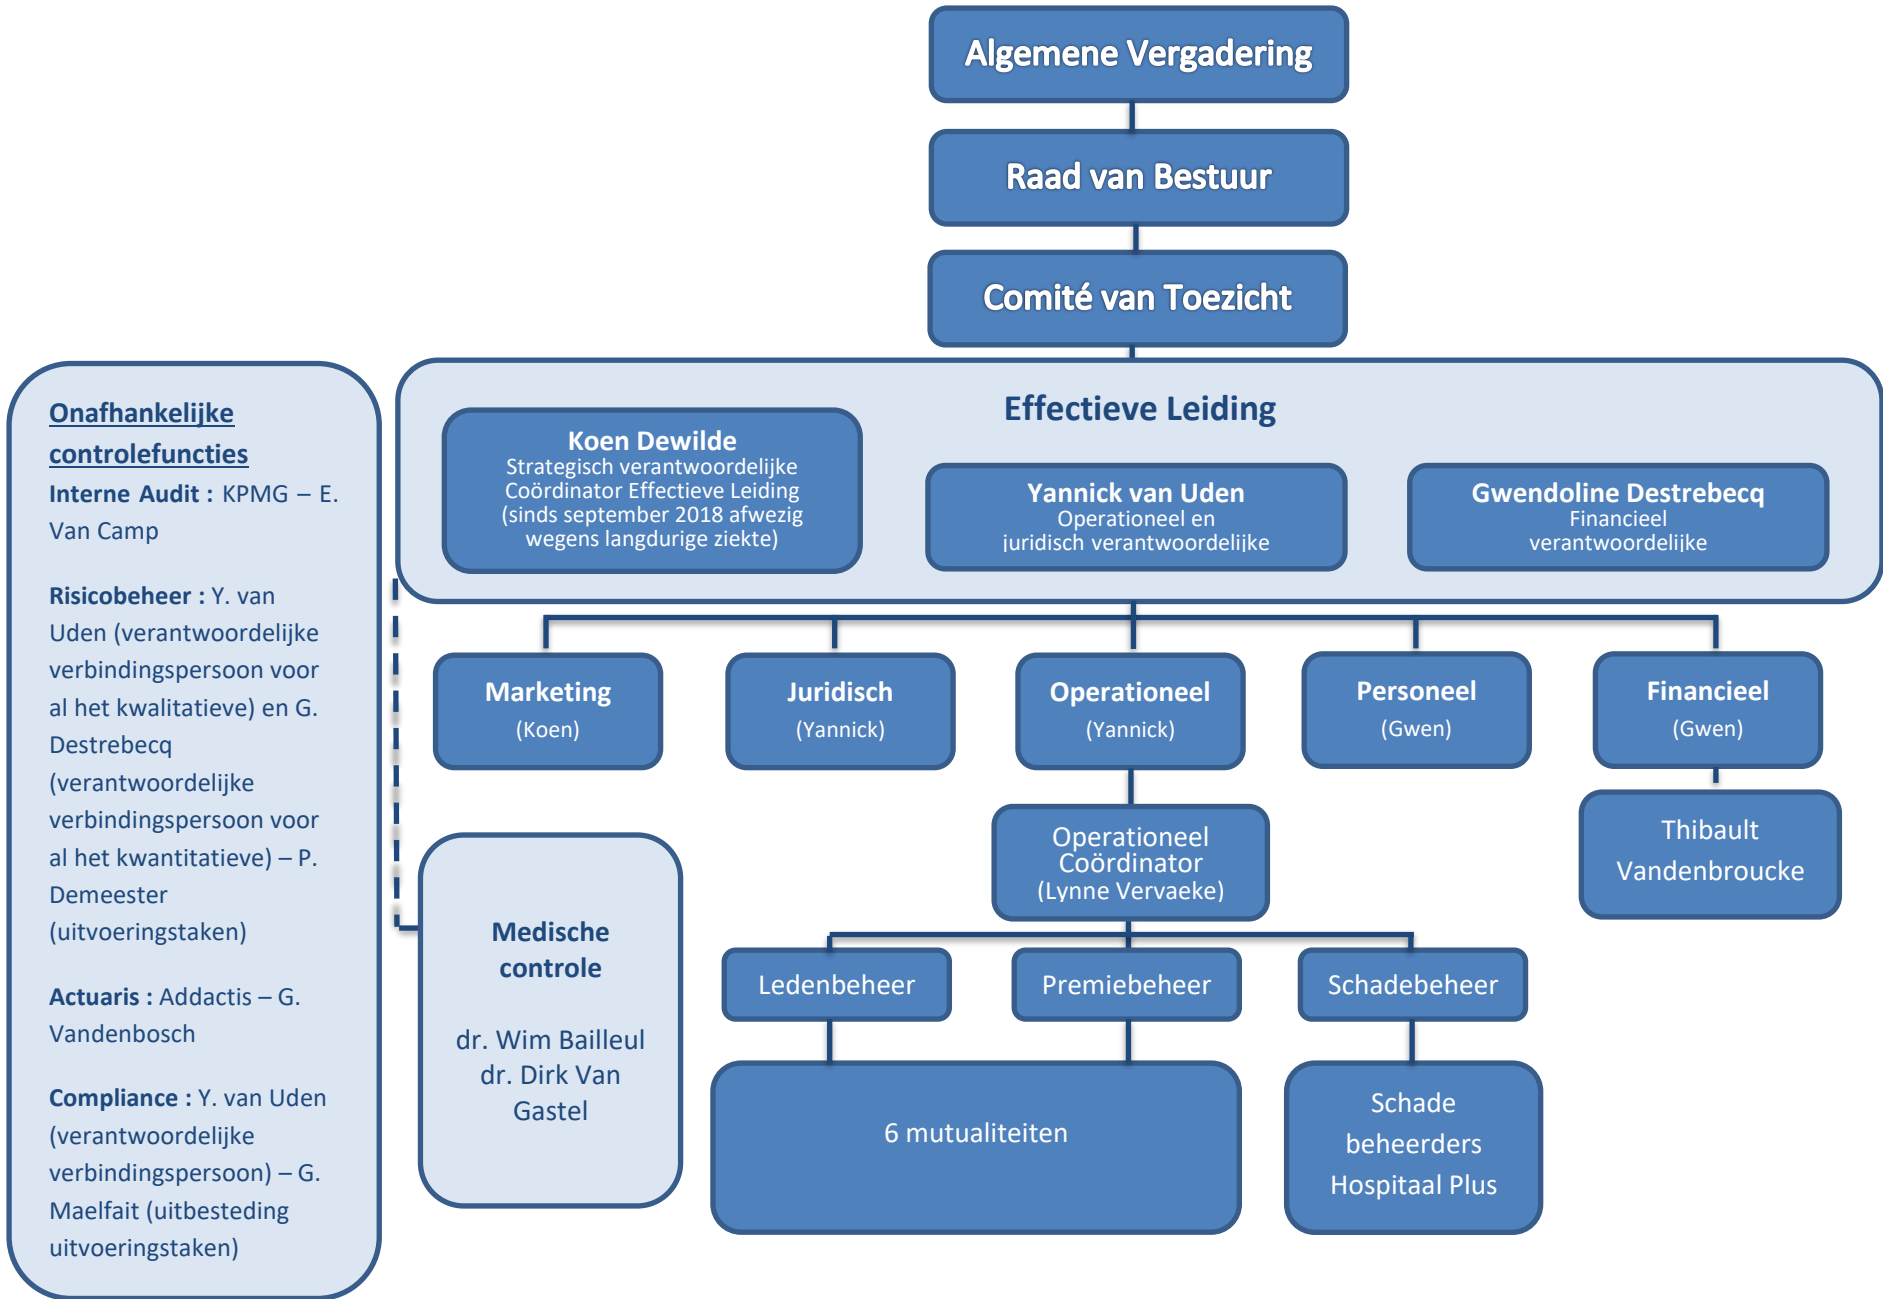 Algemene Vergadering
Raad van Bestuur
Comité van Toezicht
Effectieve Leiding
Koen Dewilde
Strategisch verantwoordelijke
Coördinator Effectieve Leiding
(sinds september 2018 afwezig
wegens langdurige ziekte)
Yannick van Uden
Operationeel en
juridisch verantwoordelijke
Gwendoline Destrebecq
Financieel
verantwoordelijke
Onafhankelijke
controlefuncties
Interne Audit : KPMG – E.
Van Camp
Risicobeheer : Y. van
Uden (verantwoordelijke
verbindingspersoon voor
al het kwalitatieve) en G.
Destrebecq
(verantwoordelijke
verbindingspersoon voor
al het kwantitatieve) – P.
Demeester
(uitvoeringstaken)
Actuaris : Addactis – G.
Vandenbosch
Compliance : Y. van Uden
(verantwoordelijke
verbindingspersoon) – G.
Maelfait (uitbesteding
uitvoeringstaken)
Marketing
(Koen)
Juridisch
(Yannick)
Operationeel
(Yannick)
Personeel
(Gwen)
Financieel
(Gwen)
Operationeel
Coördinator
(Lynne Vervaeke)
Thibault
Vandenbroucke
Medische
controle
dr. Wim Bailleul
dr. Dirk Van
Gastel
Ledenbeheer
Premiebeheer
Schadebeheer
6 mutualiteiten
Schade
beheerders
Hospitaal Plus